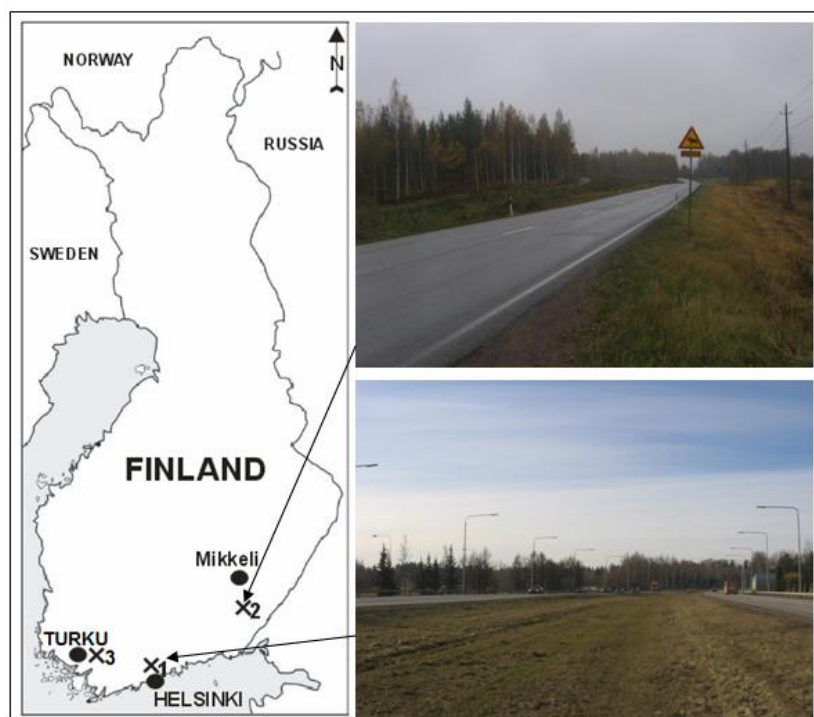 NORWAY
N
RUSSIA
SWEDEN
FINLAND
Mikkeli
2
TURKU
3
1
HELSINKI